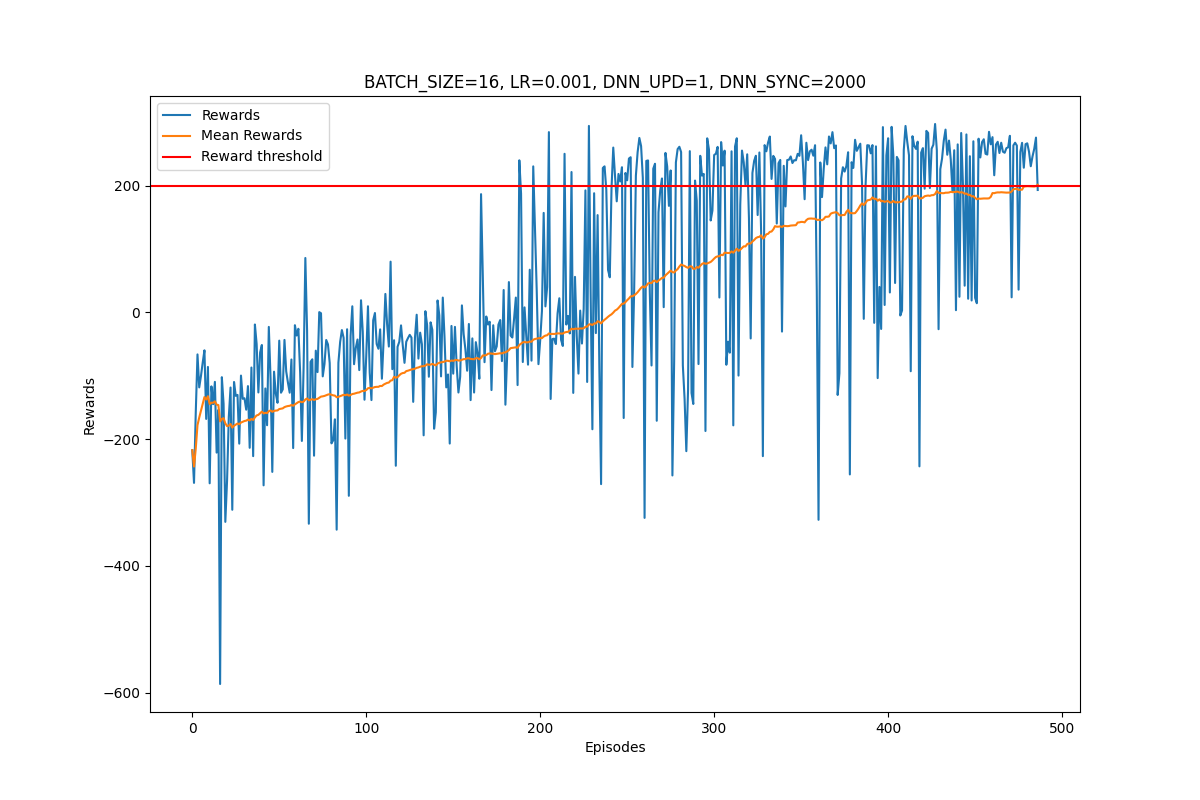 BATCH_SIZE=16, LR=0.001, DNN_UPD=1, DNN_SYNC=2000
Rewards
Mean Rewards
Reward threshold
200
0
−200
−400
−600
Rewards
0
100
200
300
400
500
Episodes